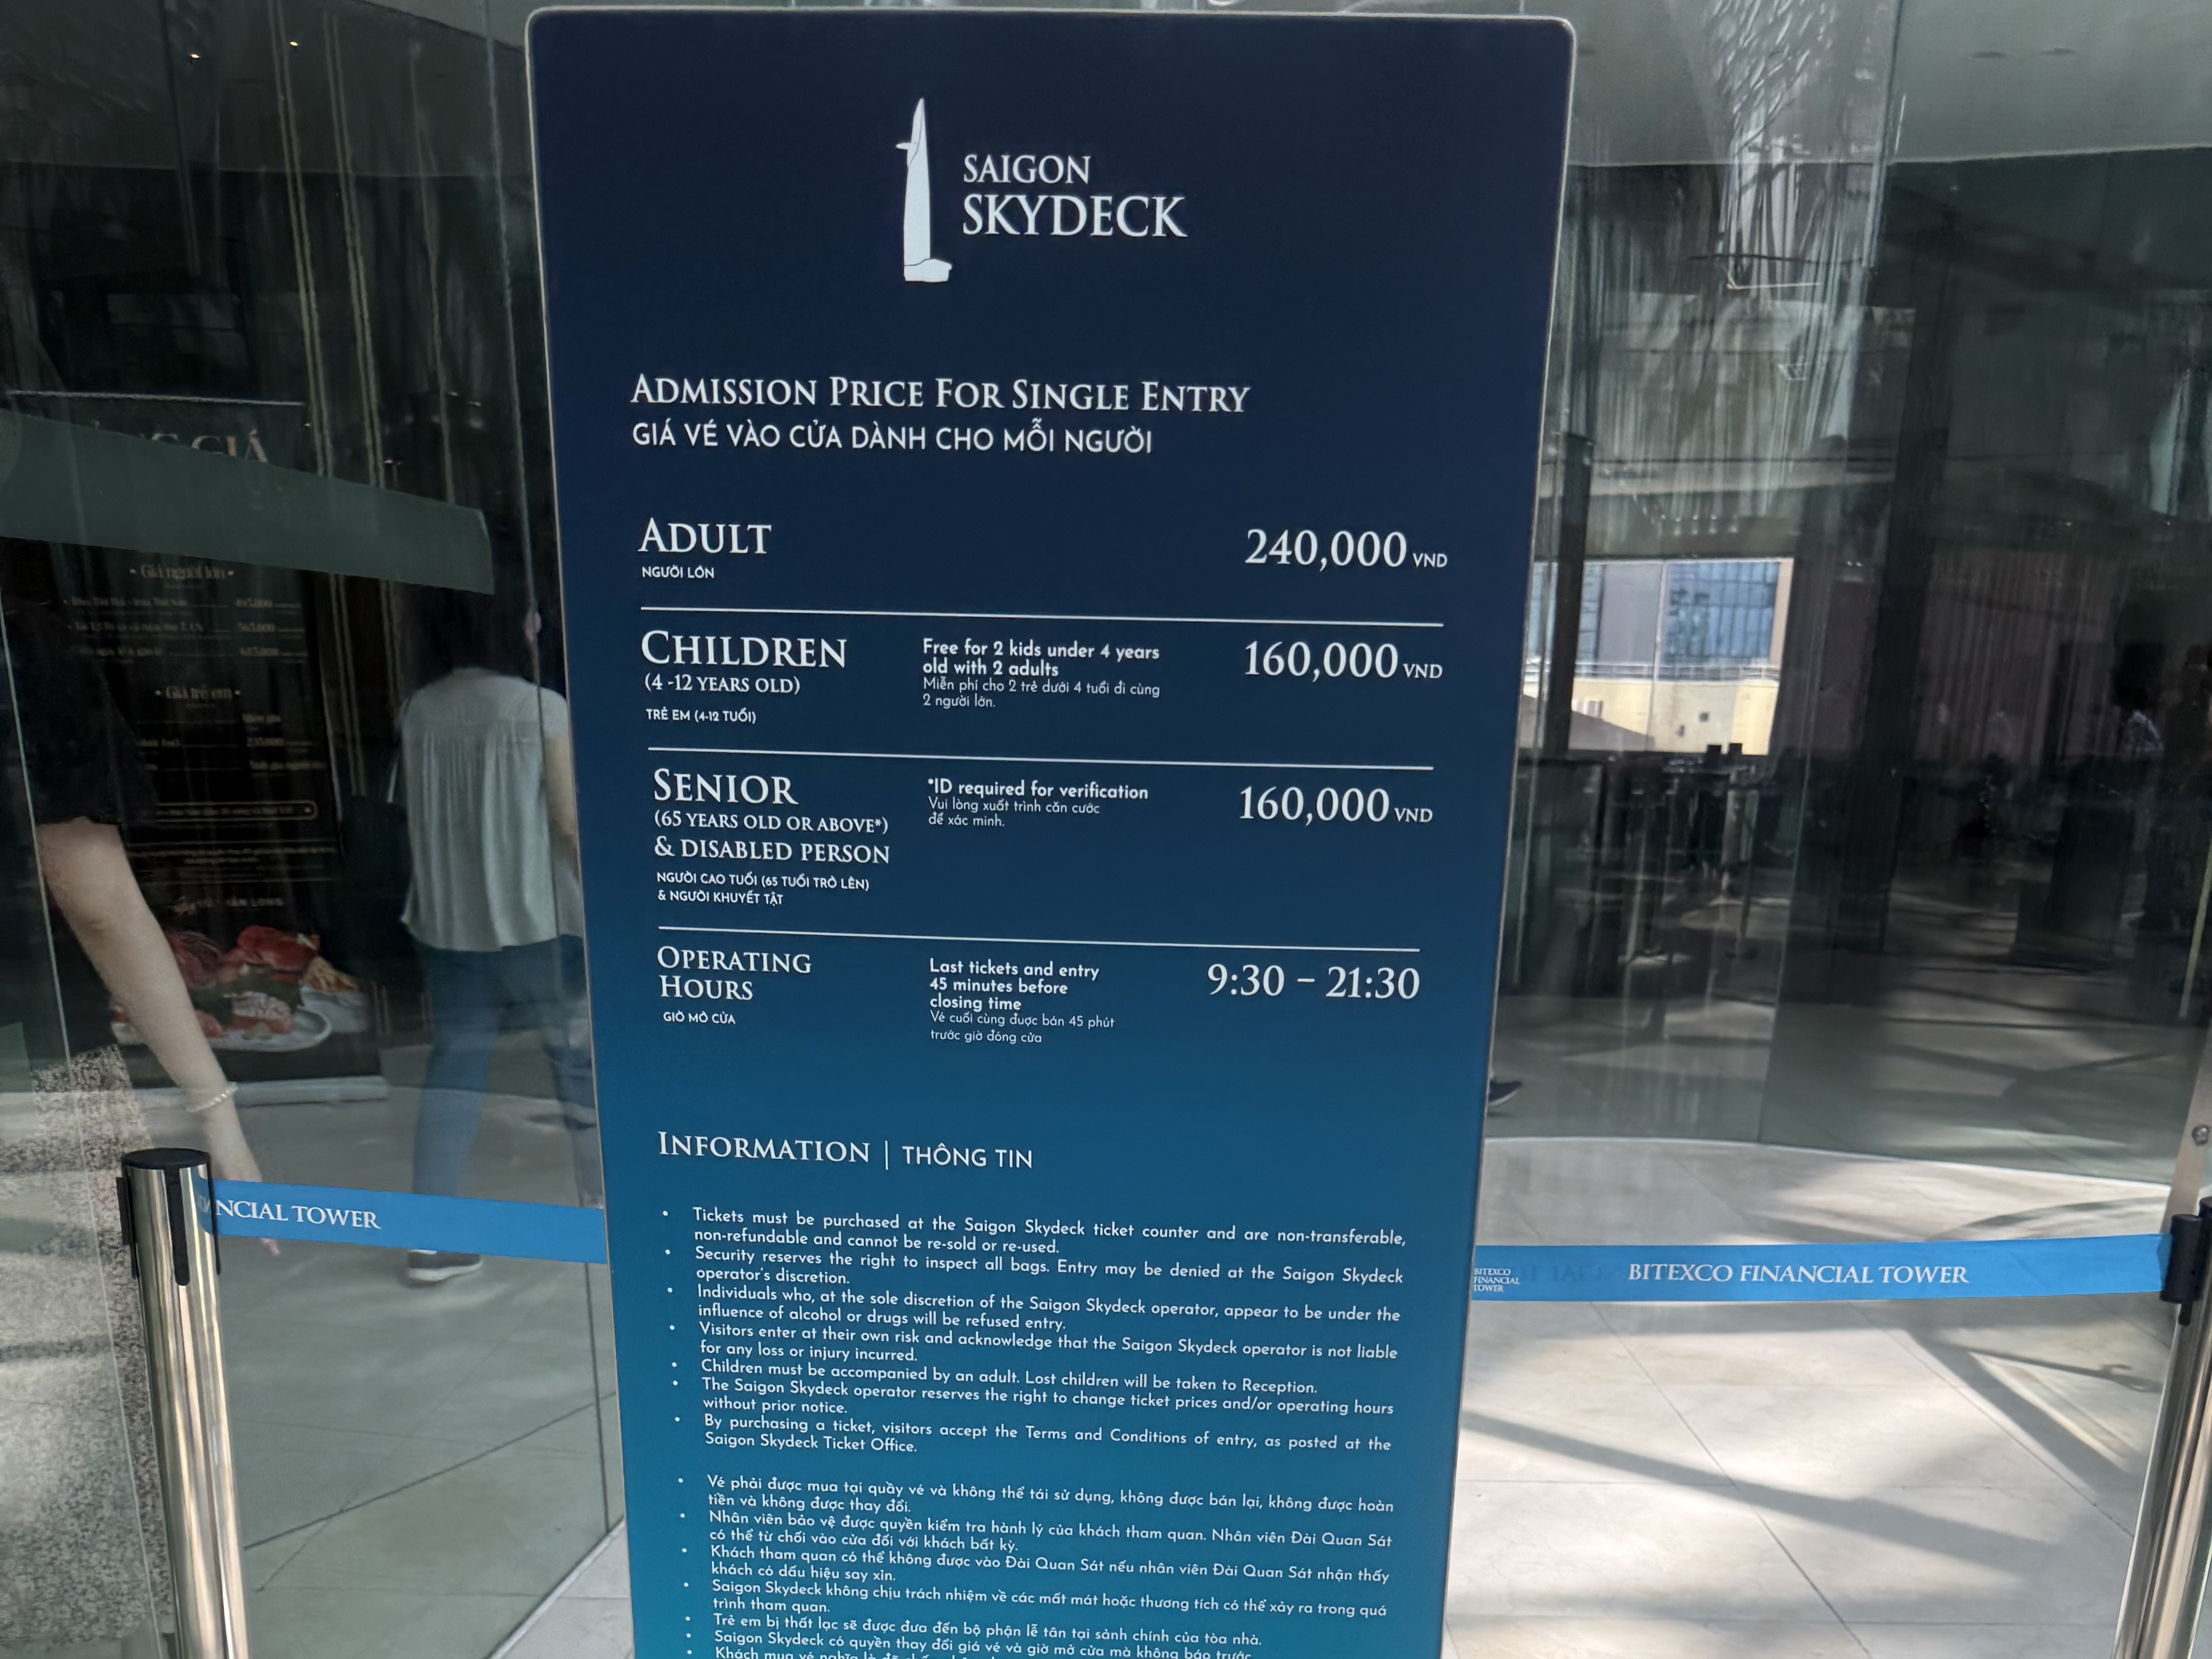 SAIGON
SKYDECK
ADMISSION PRICE FOR SINGLE ENTRY
GIÁ VÉ VÀO CỬA DÀNH CHO MỖI NGƯỜI
ADULT
NGƯỜI LỚN
240,000 VND
CHILDREN
(4 -12 YEARS OLD)
TRẺ EM (4-12 TUỔI)
Free for 2 kids under 4 years
old with 2 adults
Miễn phí cho 2 trẻ dưới 4 tuổi đi cùng
2 người lớn.
160,000 VND
SENIOR
(65 YEARS OLD OR ABOVE*)
& DISABLED PERSON
NGƯỜI CAO TUỔI (65 TUỔI TRỞ LÊN)
& NGƯỜI KHUYẾT TẬT
*ID required for verification
Vui lòng xuất trình căn cước
để xác minh.
160,000 VND
OPERATING
HOURS
GIỜ MỞ CỬA
Last tickets and entry
45 minutes before
closing time
Vé cuối cùng được bán 45 phút
trước giờ đóng cửa
9:30 – 21:30
INFORMATION | THÔNG TIN
• Tickets must be purchased at the Saigon Skydeck ticket counter and are non-transferable,
non-refundable and cannot be re-sold or re-used.
• Security reserves the right to inspect all bags. Entry may be denied at the Saigon Skydeck
operator's discretion.
• Individuals who, at the sole discretion of the Saigon Skydeck operator, appear to be under the
influence of alcohol or drugs will be refused entry.
• Visitors enter at their own risk and acknowledge that the Saigon Skydeck operator is not liable
for any loss or injury incurred.
• Children must be accompanied by an adult. Lost children will be taken to Reception.
• The Saigon Skydeck operator reserves the right to change ticket prices and/or operating hours
without prior notice.
• By purchasing a ticket, visitors accept the Terms and Conditions of entry, as posted at the
Saigon Skydeck Ticket Office.
• Vé phải được mua tại quầy vé và không thể tái sử dụng, không được bán lại, không được hoàn
tiền và không được thay đổi.
• Nhân viên bảo vệ được quyền kiểm tra hành lý của khách tham quan. Nhân viên Đài Quan Sát
có thể từ chối vào cửa đối với khách bất kỳ.
• Khách tham quan có thể không được vào Đài Quan Sát nếu nhân viên Đài Quan Sát nhận thấy
khách có dấu hiệu say xỉn.
• Saigon Skydeck không chịu trách nhiệm về các mất mát hoặc thương tích có thể xảy ra trong quá
trình tham quan.
• Trẻ em bị thất lạc sẽ được đưa đến bộ phận lễ tân tại sảnh chính của tòa nhà.
• Saigon Skydeck có quyền thay đổi giá vé và giờ mở cửa mà không báo trước.
• Khách mua vé nghĩa là
NCIAL TOWER
BITEXCO
FINANCIAL
TOWER
BITEXCO FINANCIAL TOWER
GIÁ
• Giá người lớn •
• Giá trẻ em •